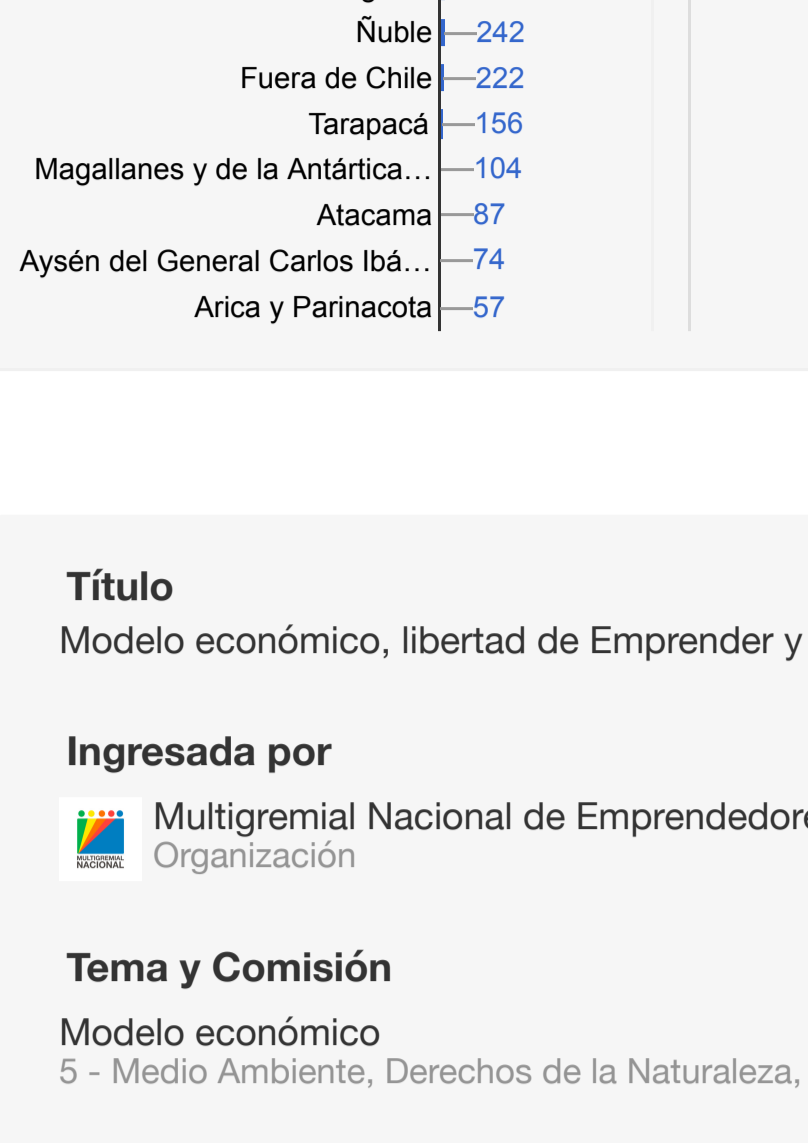 Ñuble 242
Fuera de Chile 222
Tarapacá 156
Magallanes y de la Antártica… 104
Atacama 87
Aysén del General Carlos Ibá… 74
Arica y Parinacota 57
Título
Modelo económico, libertad de Emprender y
Ingresada por
Multigremial Nacional de Emprendedore
Organización
MULTIGREMIAL
NACIONAL
Tema y Comisión
Modelo económico
5 - Medio Ambiente, Derechos de la Naturaleza,